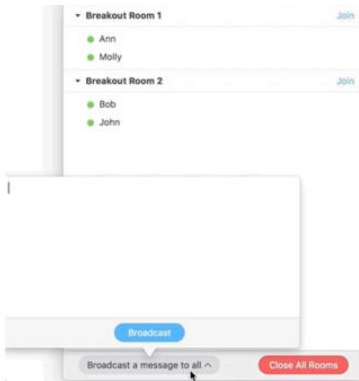 Breakout Room 1 Join
Ann
Molly
Breakout Room 2 Join
Bob
John
Broadcast
Broadcast a message to all
Close All Rooms